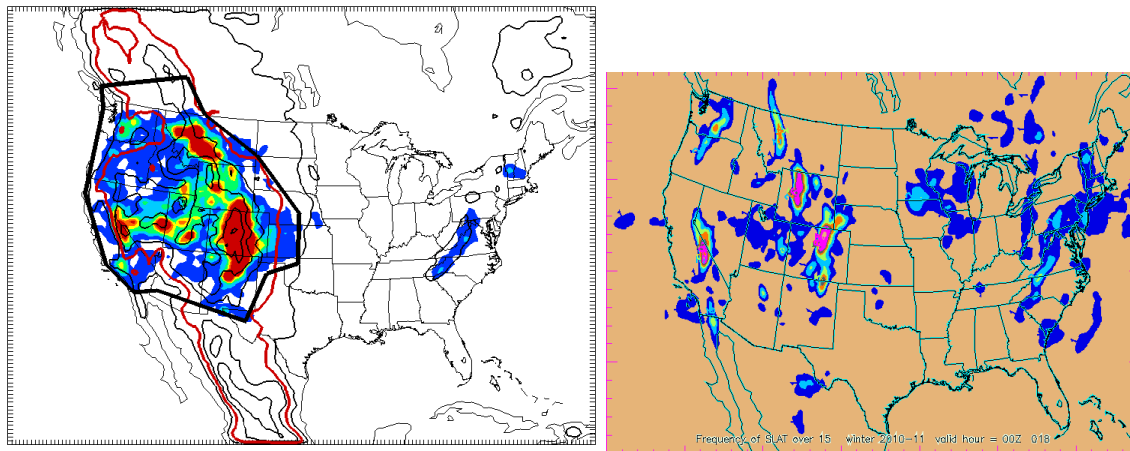 Frequency of SLAT over 15 winter 2010-11 valid hour = 00Z 018